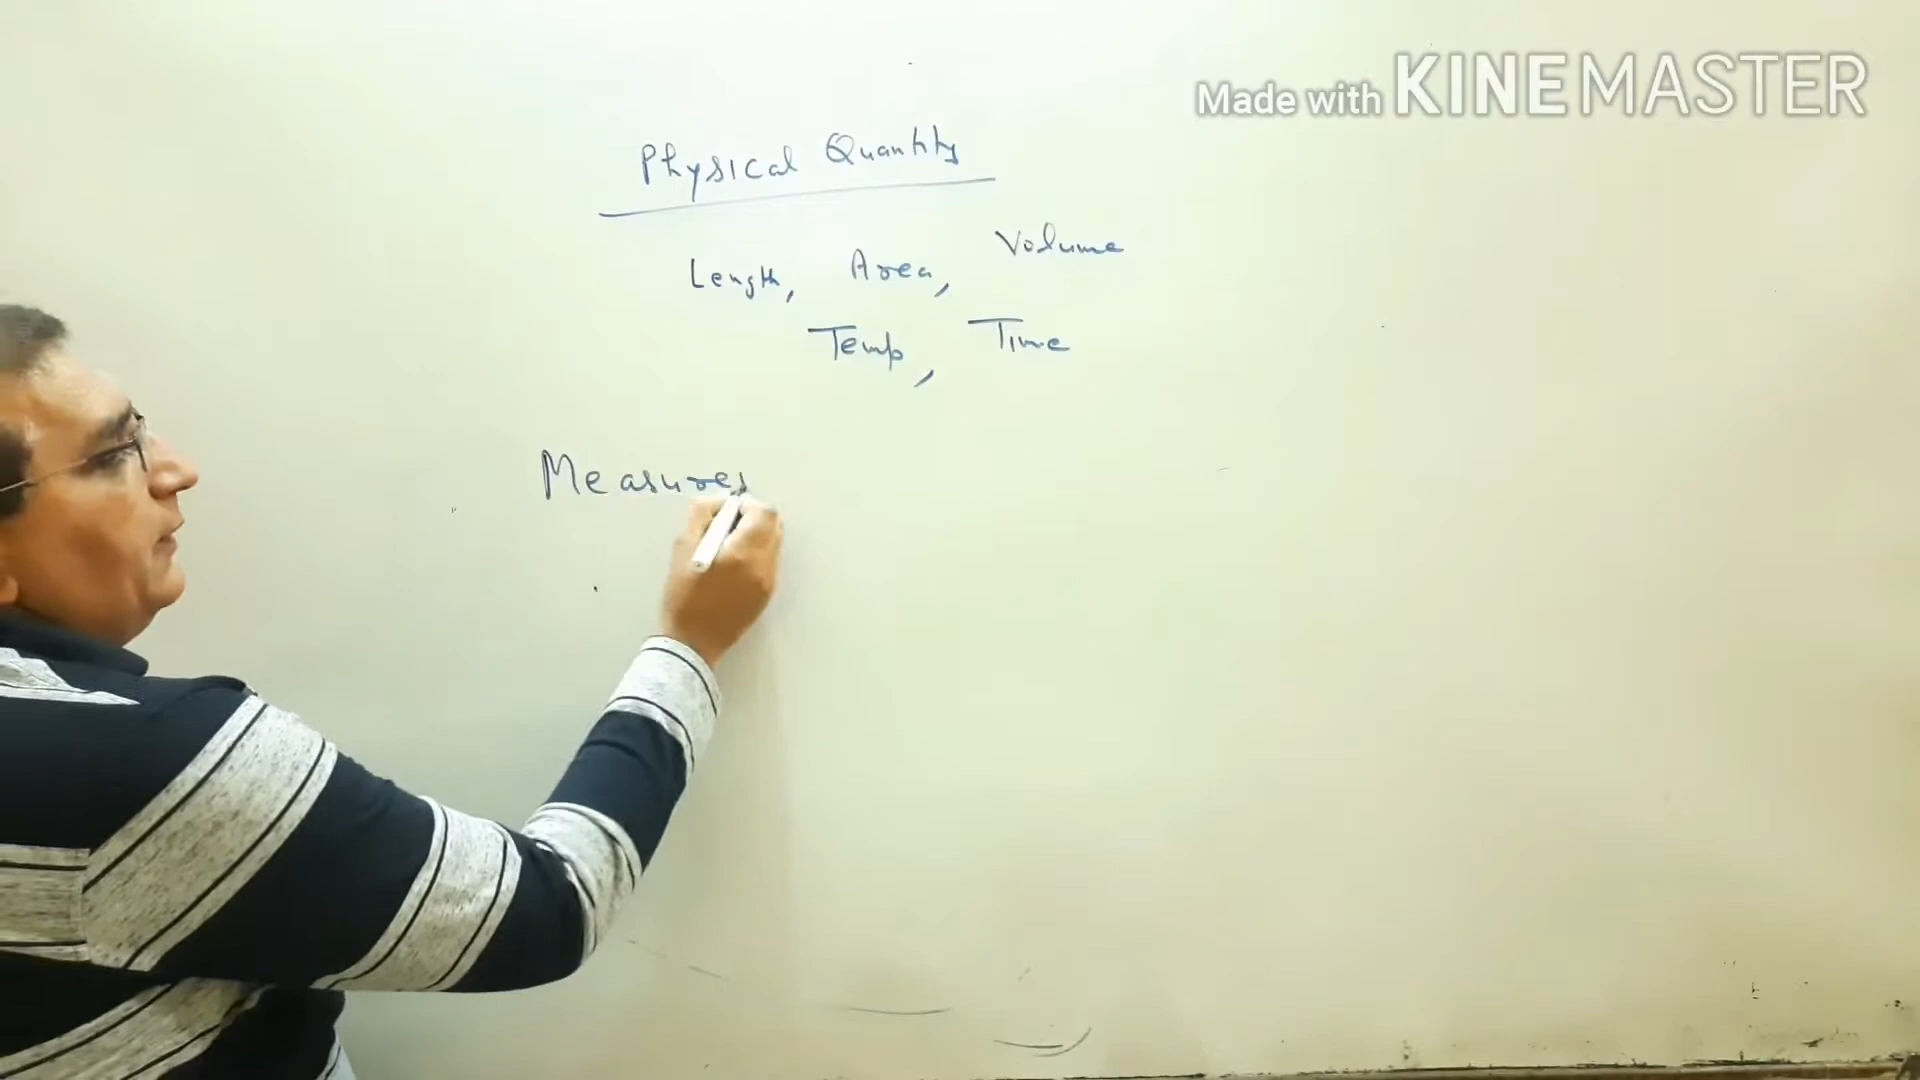 Made with KINEMASTER
Physical Quantity
Length, Area, Volume
Temp, Time
Measures